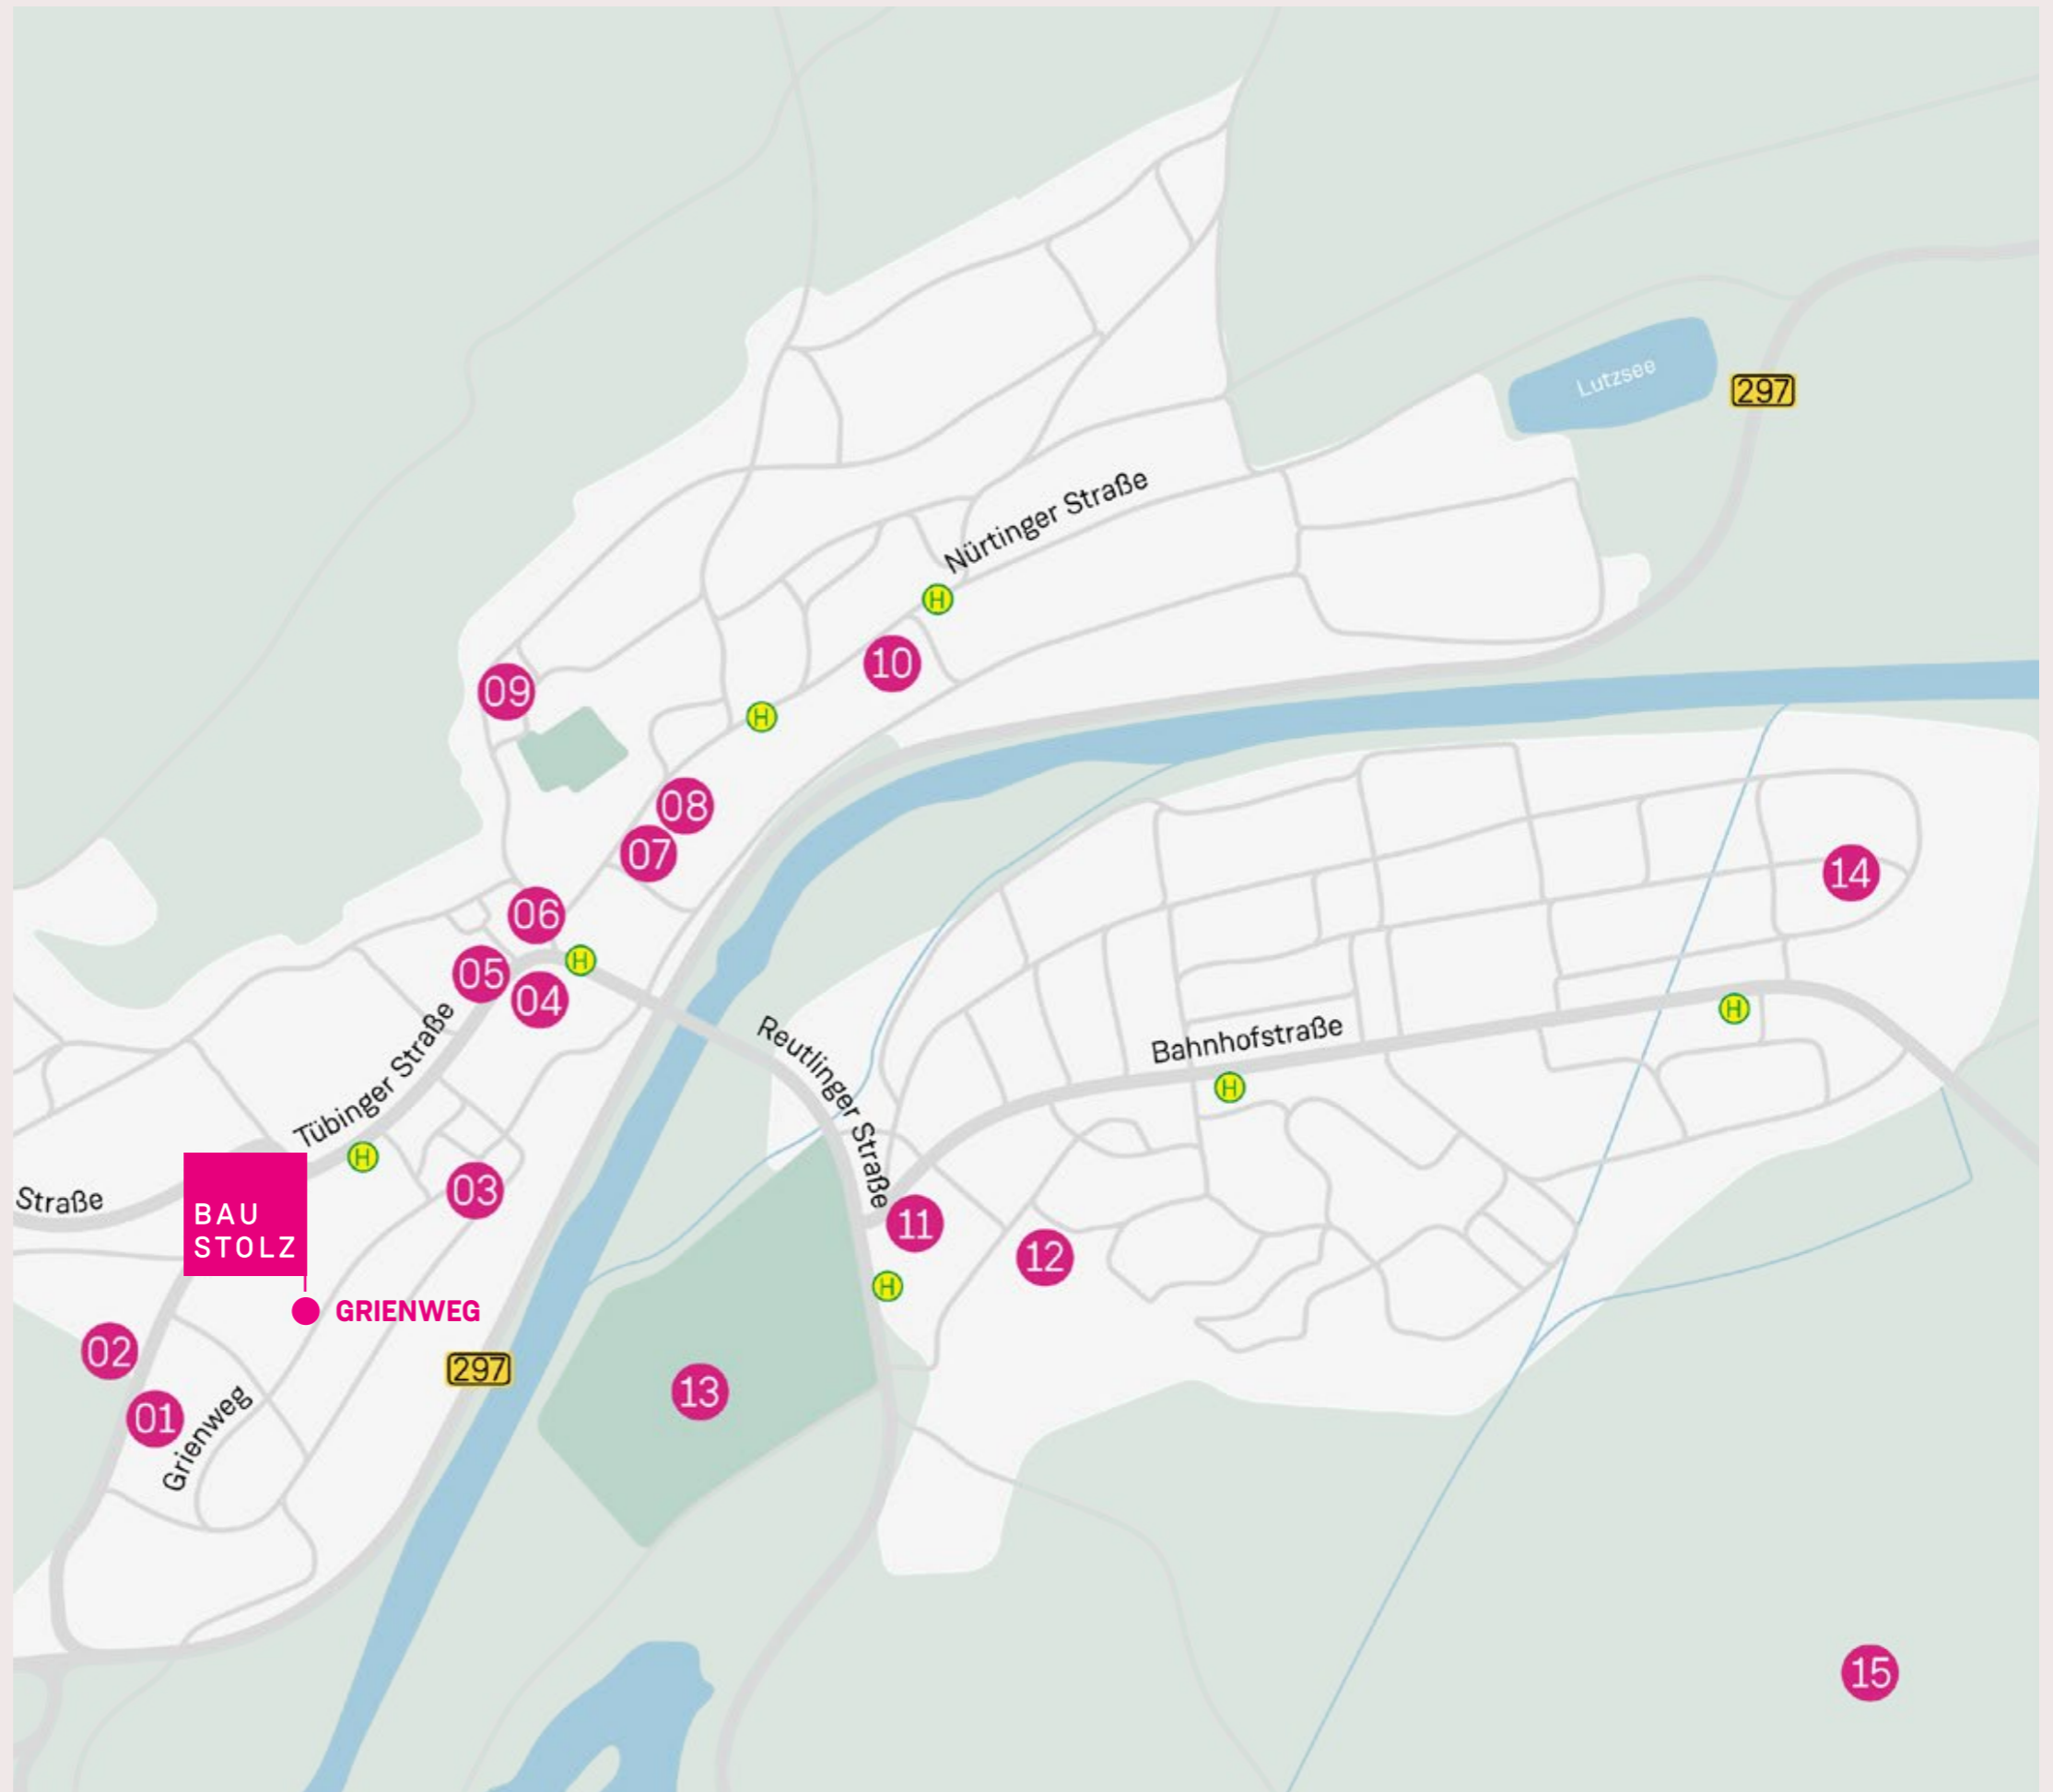 Lutzsee
297
Nürtinger Straße
H
10
09
H
08
07
14
06
H
05
04
H
Reutlinger Straße
Bahnhofstraße
H
Tübinger Straße
H
03
Straße
BAU
STOLZ
11
12
H
GRIENWEG
02
297
13
01
Grienweg
15